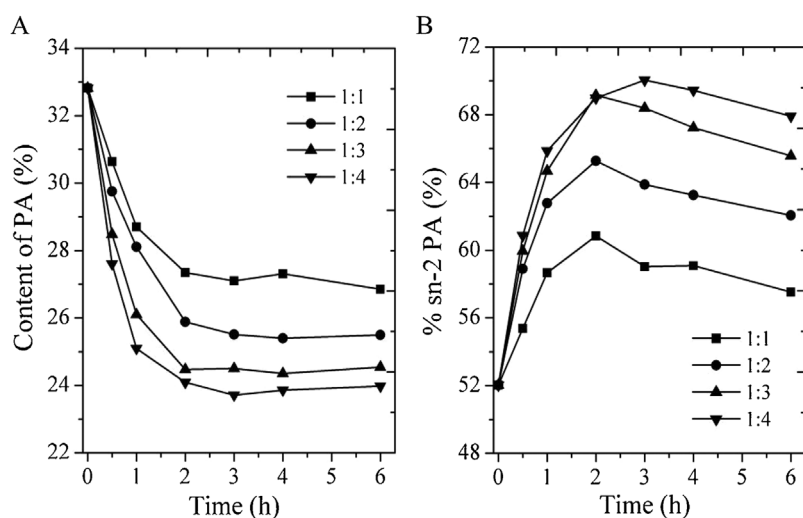 A
Content of PA (%)
34
32
30
28
26
24
22
1:1
1:2
1:3
1:4
0 1 2 3 4 5 6
Time (h)
B
% sn-2 PA (%)
72
68
64
60
56
52
48
1:1
1:2
1:3
1:4
0 1 2 3 4 5 6
Time (h)